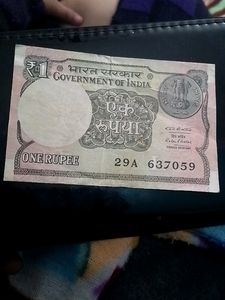 ₹1 भारत सरकार
GOVERNMENT OF INDIA
एक
रुपया
ONE RUPEE
29A 637059